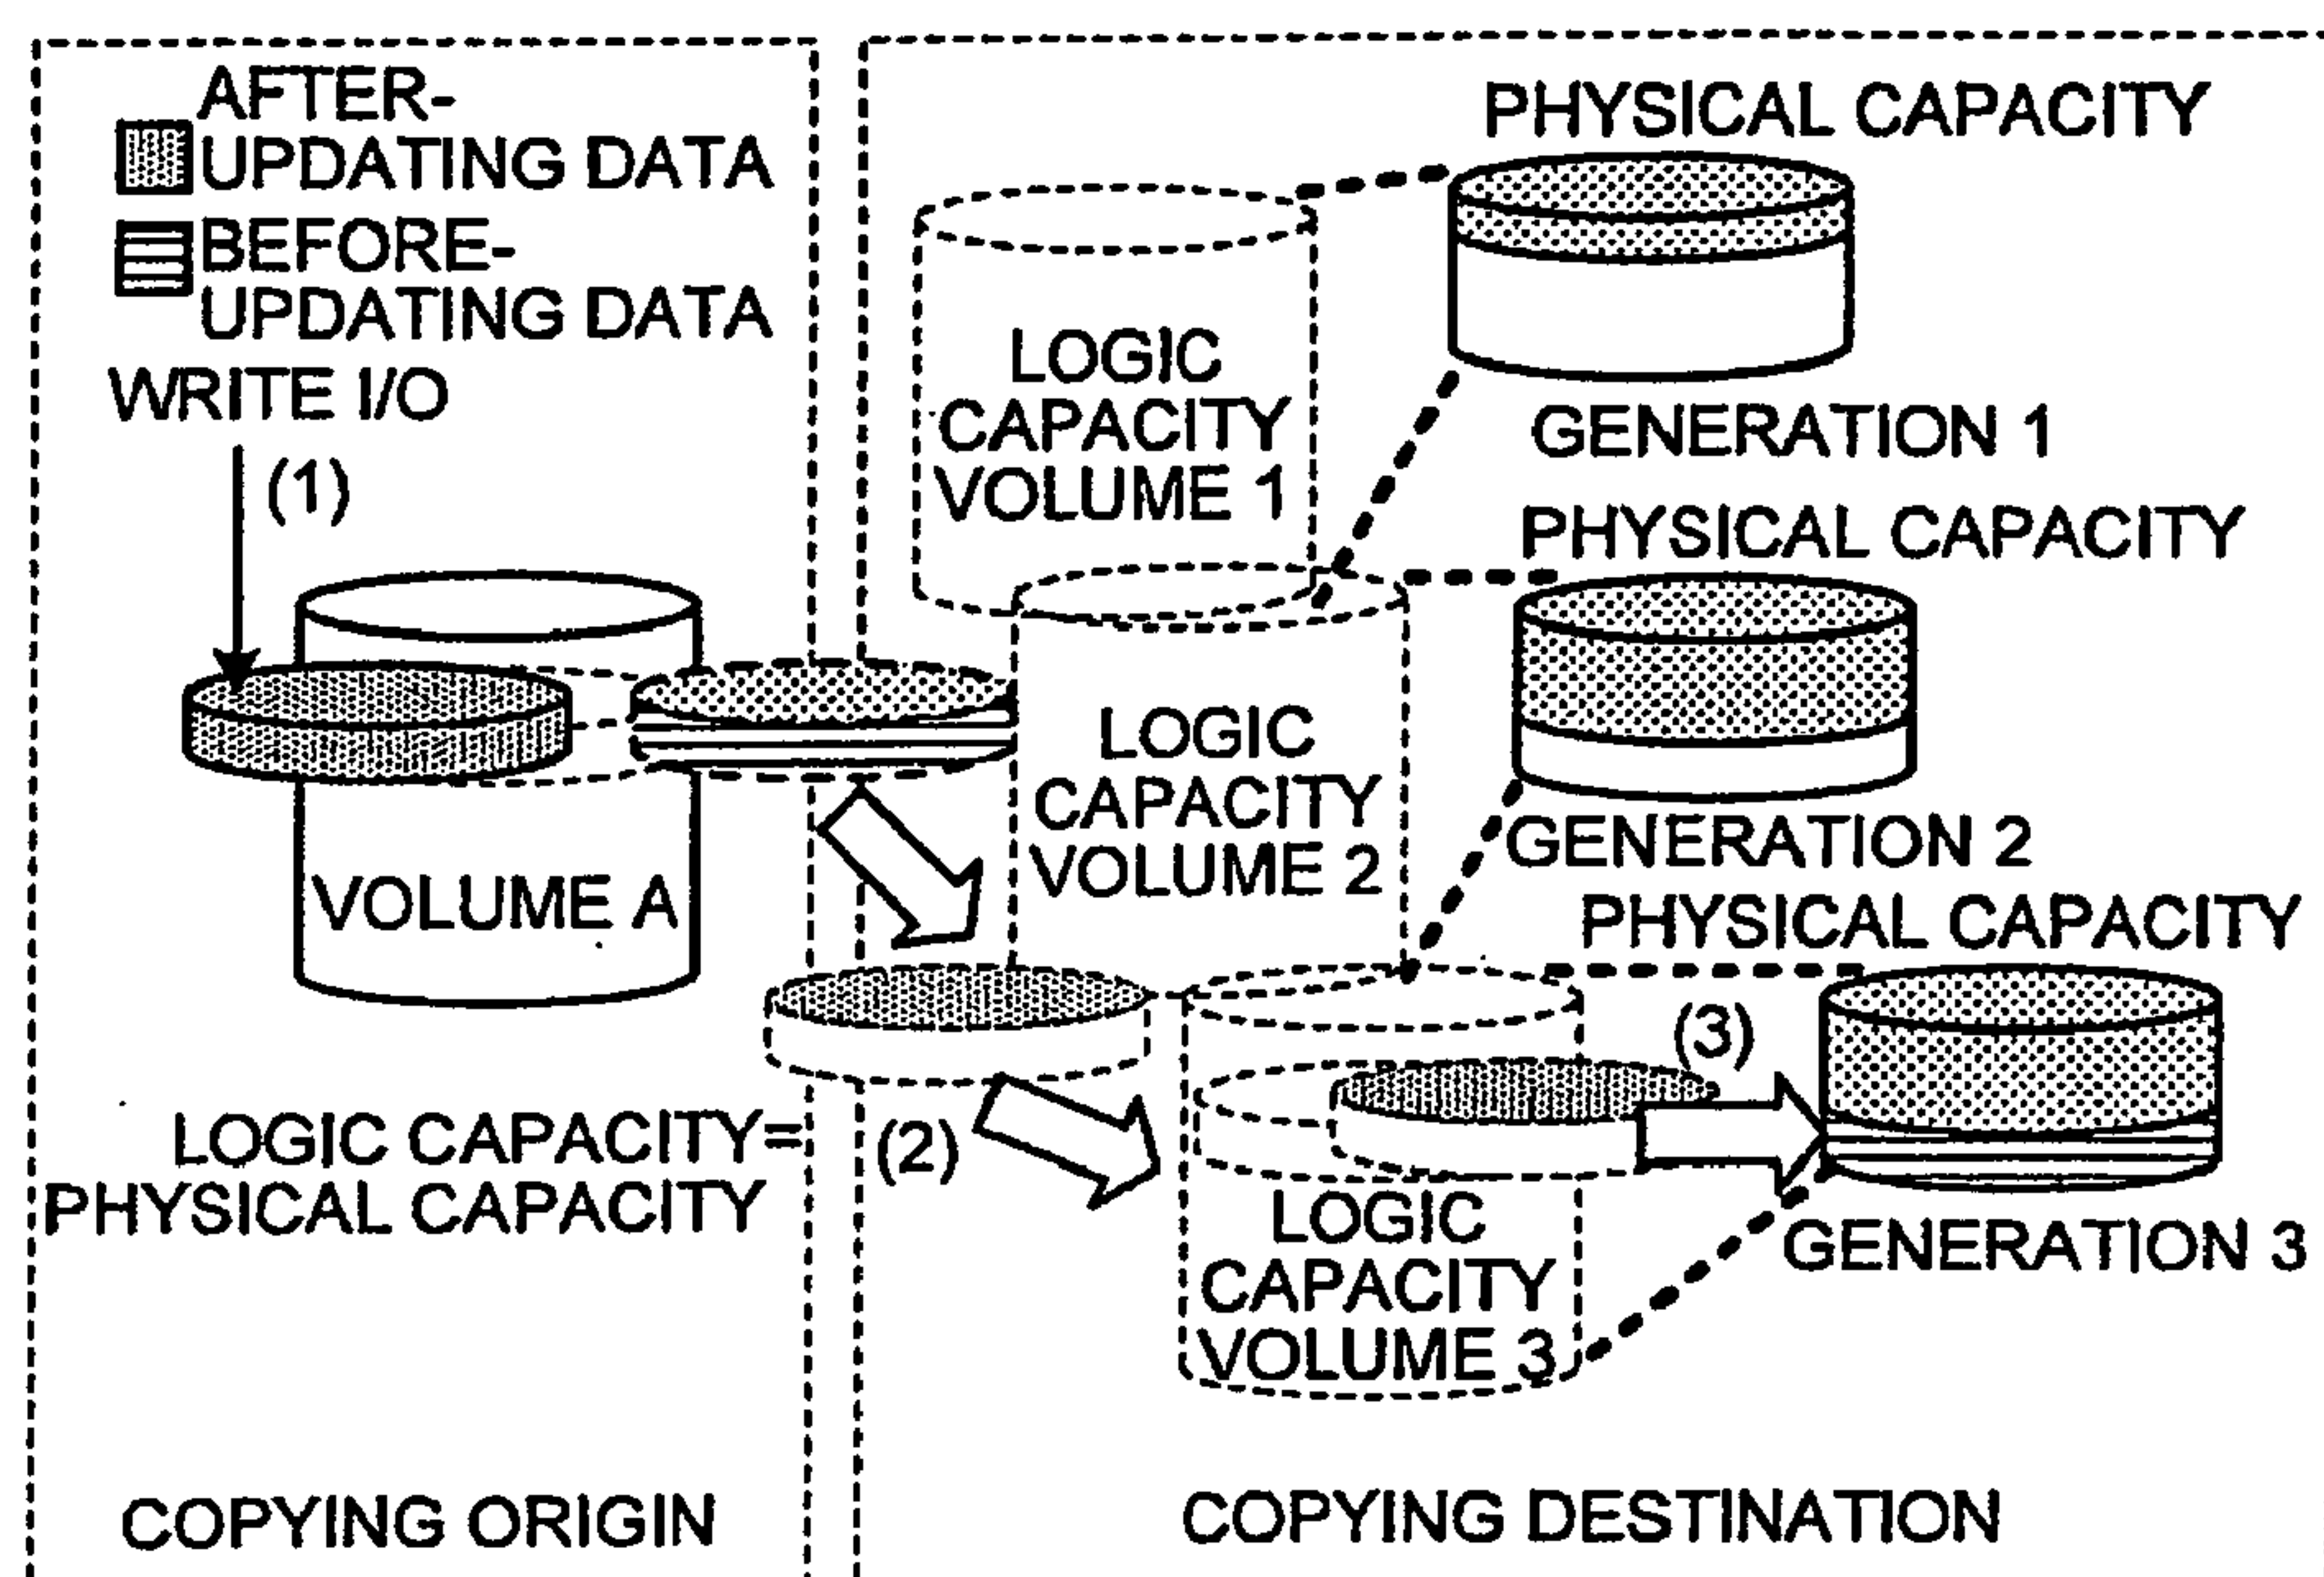 AFTER-
UPDATING DATA
BEFORE-
UPDATING DATA
WRITE I/O
(1)
VOLUME A
LOGIC CAPACITY=
PHYSICAL CAPACITY
COPYING ORIGIN
PHYSICAL CAPACITY
LOGIC
CAPACITY
VOLUME 1
GENERATION 1
PHYSICAL CAPACITY
LOGIC
CAPACITY
VOLUME 2
GENERATION 2
PHYSICAL CAPACITY
(2)
(3)
LOGIC
CAPACITY
VOLUME 3
GENERATION 3
COPYING DESTINATION